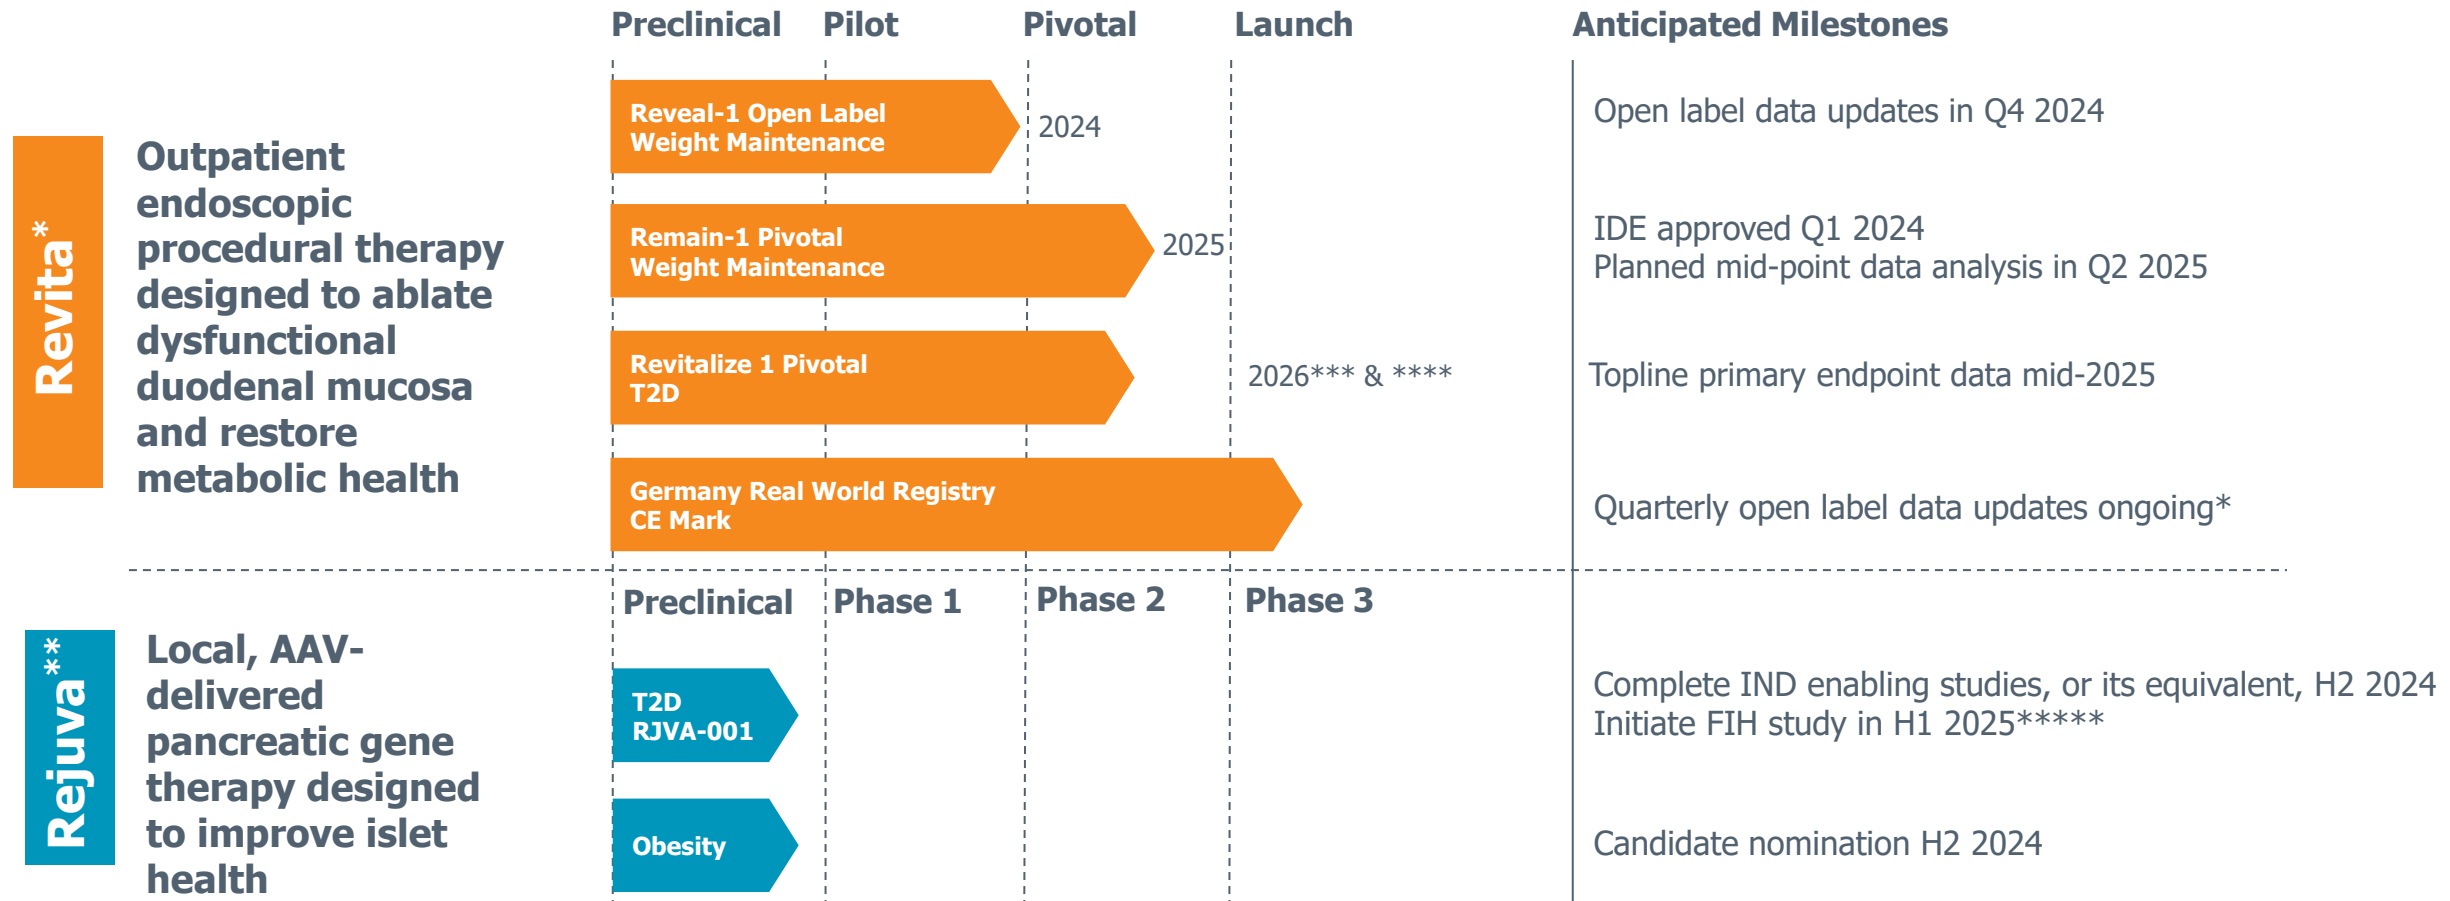 Preclinical Pilot Pivotal Launch Anticipated Milestones
Revita*
Outpatient
endoscopic
procedural therapy
designed to ablate
dysfunctional
duodenal mucosa
and restore
metabolic health
Reveal-1 Open Label
Weight Maintenance
2024
Open label data updates in Q4 2024
Remain-1 Pivotal
Weight Maintenance
2025
IDE approved Q1 2024
Planned mid-point data analysis in Q2 2025
Revitalize 1 Pivotal
T2D
2026*** & ****
Topline primary endpoint data mid-2025
Germany Real World Registry
CE Mark
Quarterly open label data updates ongoing*
Preclinical Phase 1 Phase 2 Phase 3
Rejuva**
Local, AAV-
delivered
pancreatic gene
therapy designed
to improve islet
health
T2D
RJVA-001
Complete IND enabling studies, or its equivalent, H2 2024
Initiate FIH study in H1 2025*****
Obesity
Candidate nomination H2 2024